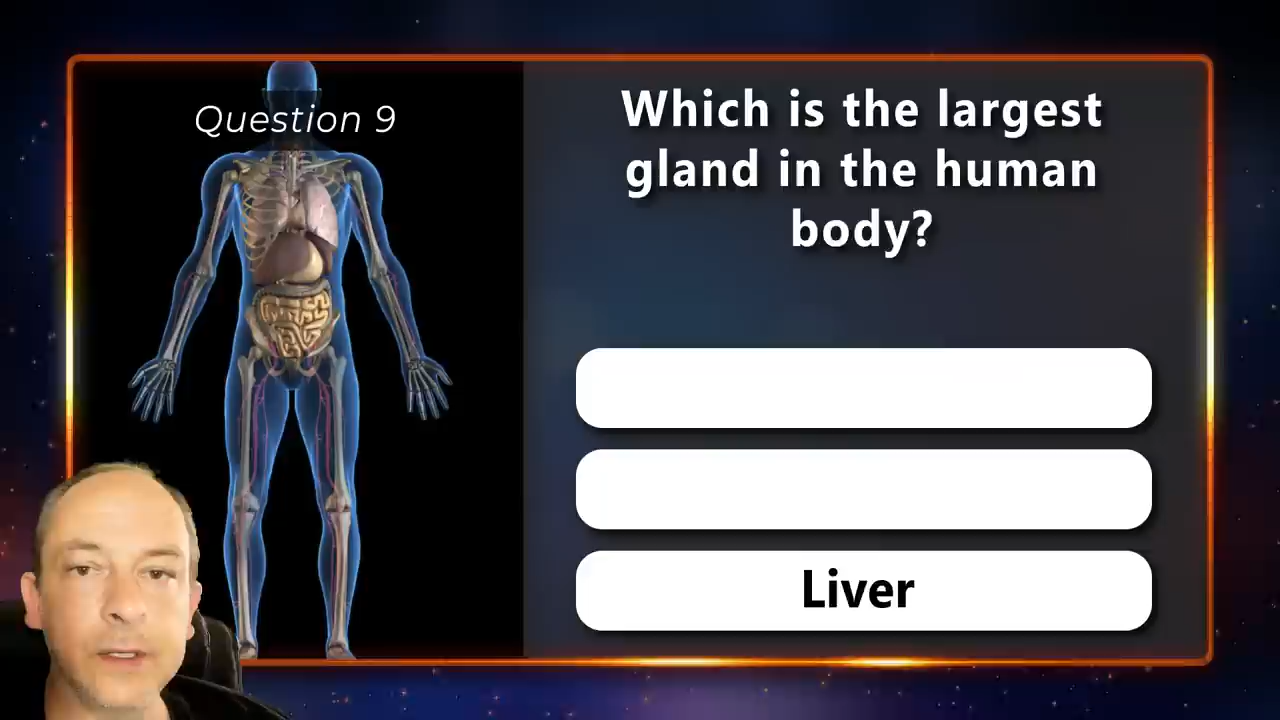 Question 9
Which is the largest
gland in the human
body?
Liver